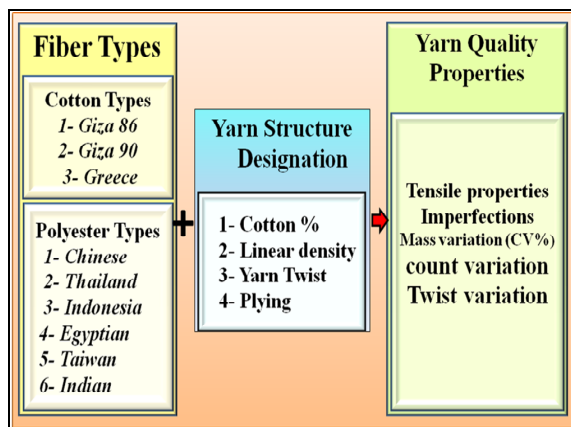 Fiber Types
Cotton Types
1- Giza 86
2- Giza 90
3- Greece
Polyester Types
1- Chinese
2- Thailand
3- Indonesia
4- Egyptian
5- Taiwan
6- Indian
+
Yarn Structure
Designation
1- Cotton %
2- Linear density
3- Yarn Twist
4- Plying
Yarn Quality
Properties
Tensile properties
Imperfections
Mass variation (CV%)
count variation
Twist variation